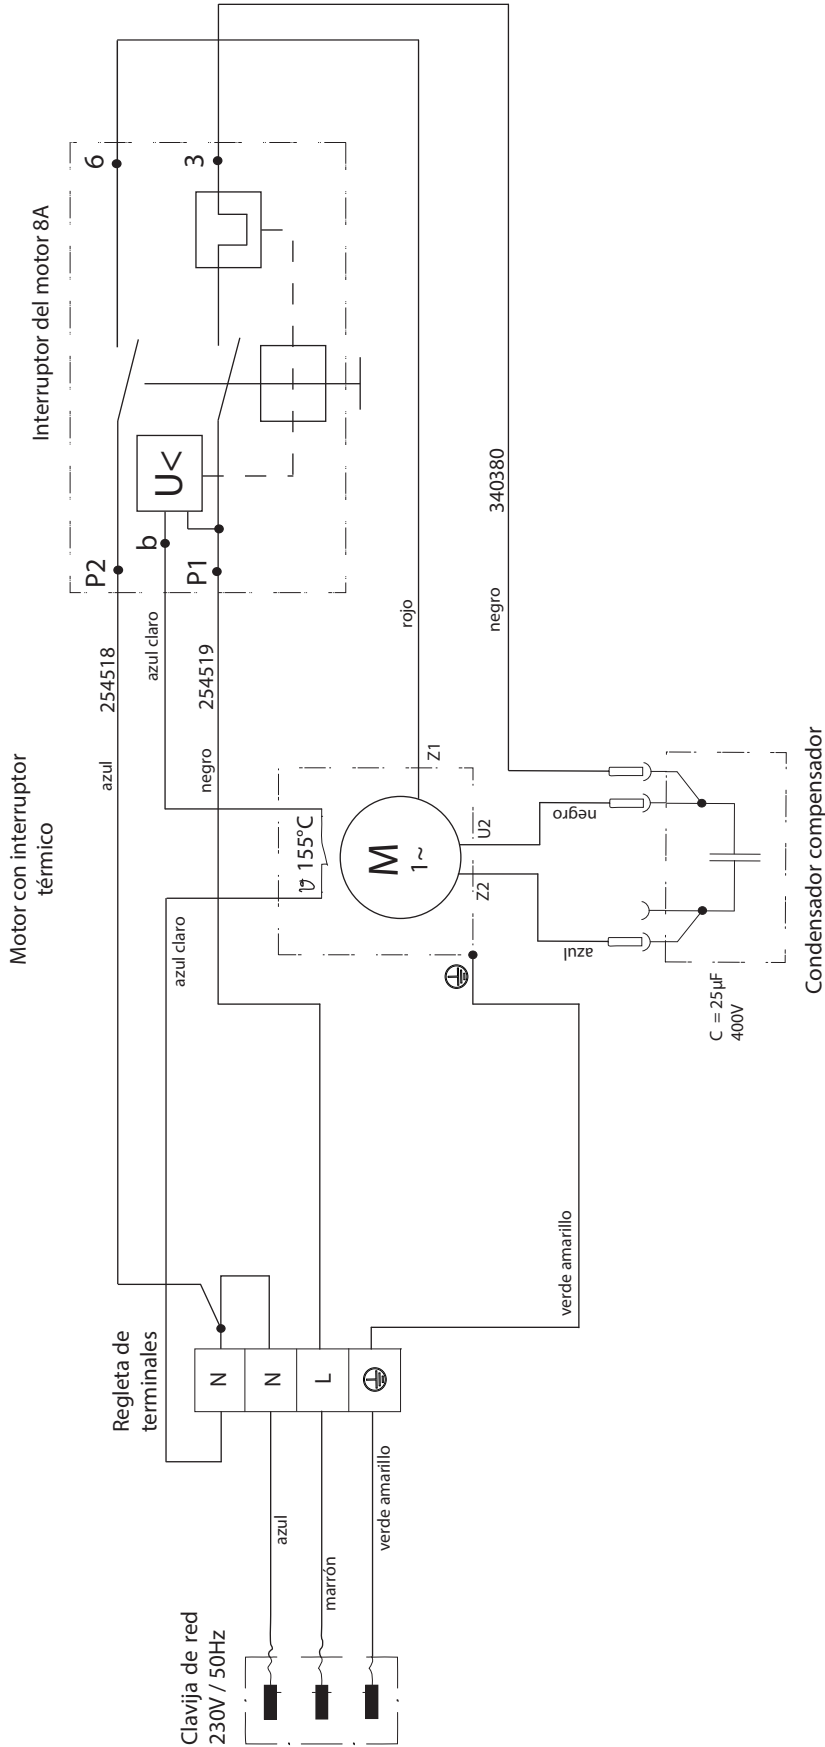 Motor con interruptor
térmico
Interruptor del motor 8A
6
3
U<
P2
b
P1
254518
azul
azul claro
254519
negro
rojo
340380
negro
Z1
ϑ 155°C
M
1~
U2
Z2
negro
azul
azul claro
C = 25µF
400V
Condensador compensador
verde amarillo
Regleta de
terminales
N
N
L
azul
marrón
verde amarillo
Clavija de red
230V / 50Hz